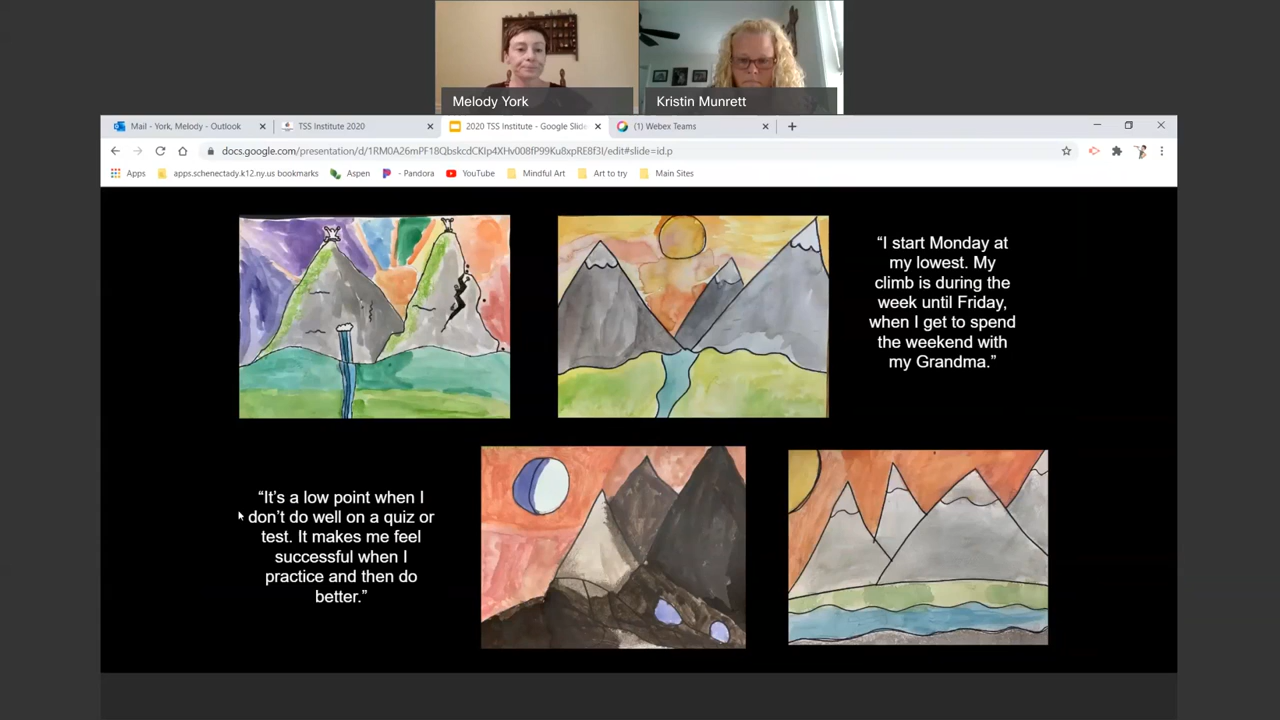 Melody York
Kristin Munrett
Mail - York, Melody - Outlook
TSS Institute 2020
2020 TSS Institute - Google Slide
(1) Webex Teams
docs.google.com/presentation/d/1RM0A26mPF18QbskcdCKIp4XHv008fP99Ku8xpRE8f3I/edit#slide=id.p
Apps
apps.schenectady.k12.ny.us bookmarks
Aspen
- Pandora
YouTube
Mindful Art
Art to try
Main Sites
“I start Monday at
my lowest. My
climb is during the
week until Friday,
when I get to spend
the weekend with
my Grandma.”
“It’s a low point when I
don’t do well on a quiz or
test. It makes me feel
successful when I
practice and then do
better.”